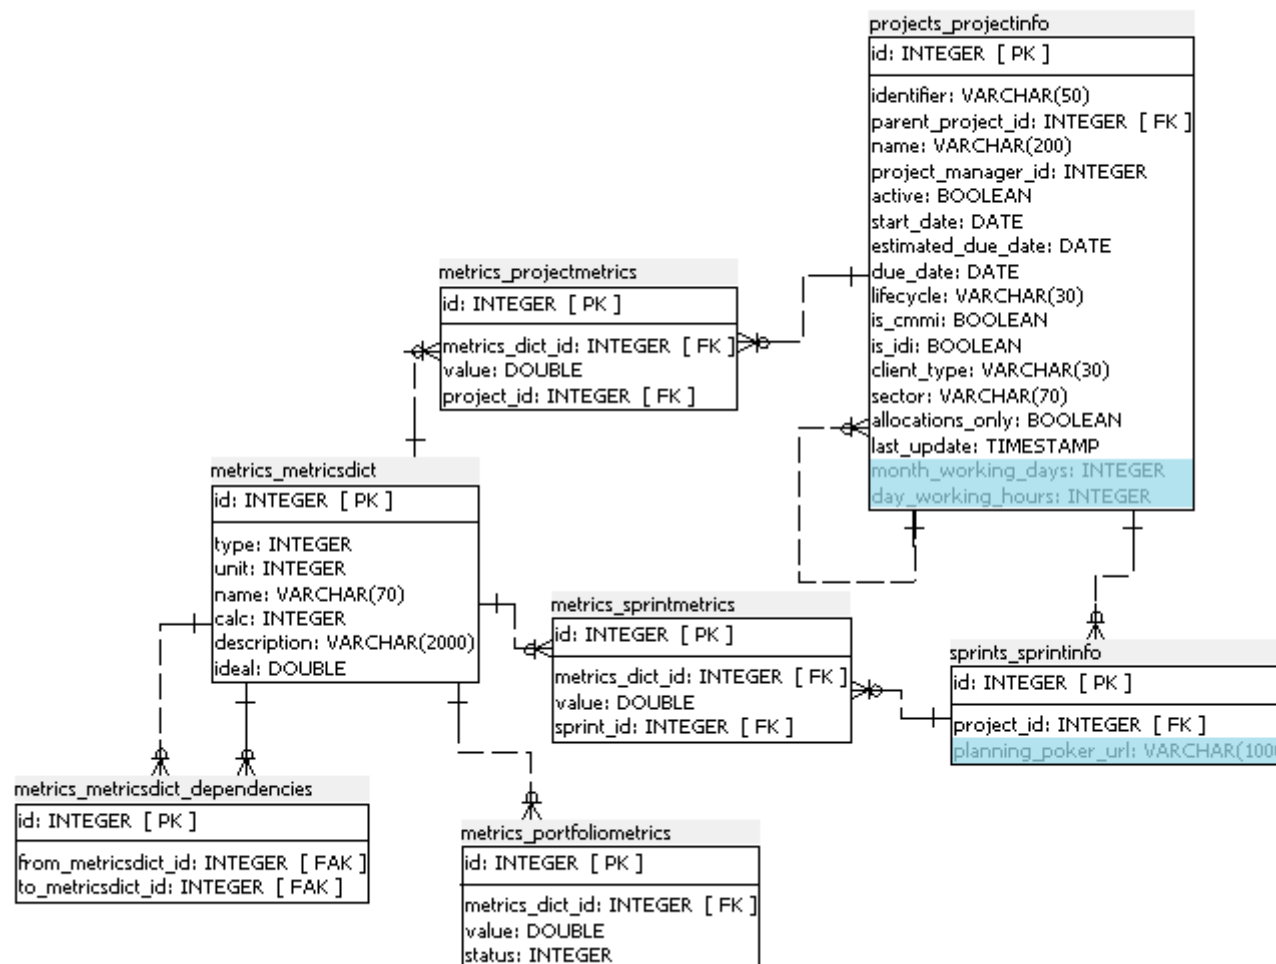 projects_projectinfo
id: INTEGER [ PK ]
identifier: VARCHAR(50)
parent_project_id: INTEGER [ FK ]
name: VARCHAR(200)
project_manager_id: INTEGER
active: BOOLEAN
start_date: DATE
estimated_due_date: DATE
due_date: DATE
lifecycle: VARCHAR(30)
is_cmmi: BOOLEAN
is_idi: BOOLEAN
client_type: VARCHAR(30)
sector: VARCHAR(70)
allocations_only: BOOLEAN
last_update: TIMESTAMP
month_working_days: INTEGER
day_working_hours: INTEGER
metrics_projectmetrics
id: INTEGER [ PK ]
metrics_dict_id: INTEGER [ FK ]
value: DOUBLE
project_id: INTEGER [ FK ]
metrics_metricsdict
id: INTEGER [ PK ]
type: INTEGER
unit: INTEGER
name: VARCHAR(70)
calc: INTEGER
description: VARCHAR(2000)
ideal: DOUBLE
metrics_sprintmetrics
id: INTEGER [ PK ]
metrics_dict_id: INTEGER [ FK ]
value: DOUBLE
sprint_id: INTEGER [ FK ]
sprints_sprintinfo
id: INTEGER [ PK ]
project_id: INTEGER [ FK ]
planning_poker_url: VARCHAR(100
metrics_metricsdict_dependencies
id: INTEGER [ PK ]
from_metricsdict_id: INTEGER [ FAK ]
to_metricsdict_id: INTEGER [ FAK ]
metrics_portfoliometrics
id: INTEGER [ PK ]
metrics_dict_id: INTEGER [ FK ]
value: DOUBLE
status: INTEGER